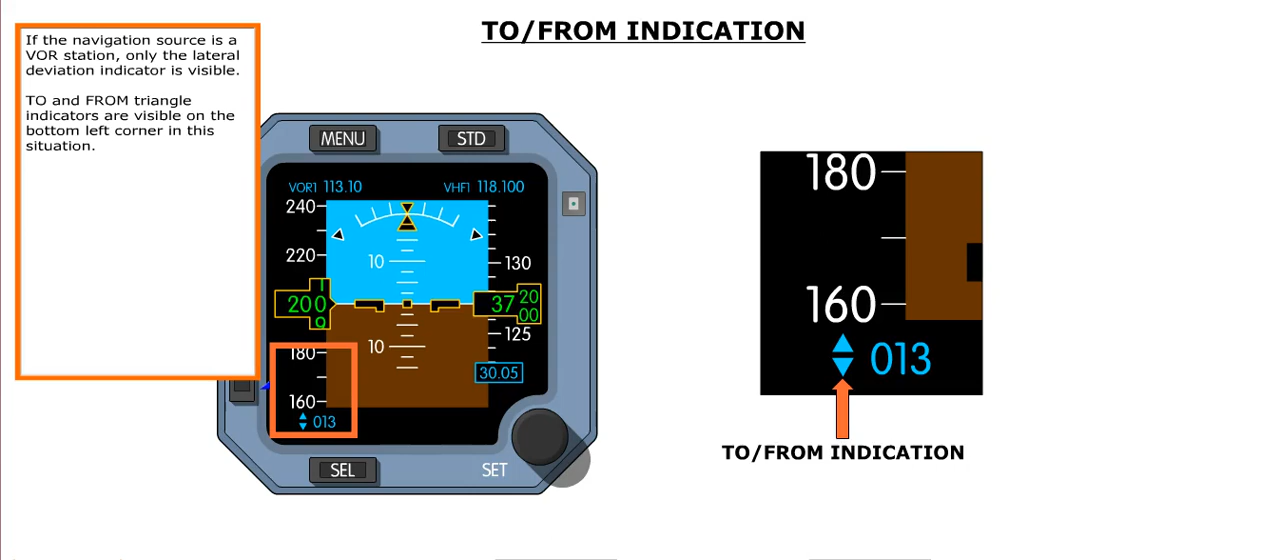 TO/FROM INDICATION
If the navigation source is a
VOR station, only the lateral
deviation indicator is visible.
TO and FROM triangle
indicators are visible on the
bottom left corner in this
situation.
MENU
STD
VOR1 113.10
VHF1 118.100
240
220
10
130
200
37
20
00
125
10
180
160
30.05
013
SEL
SET
180
160
013
TO/FROM INDICATION